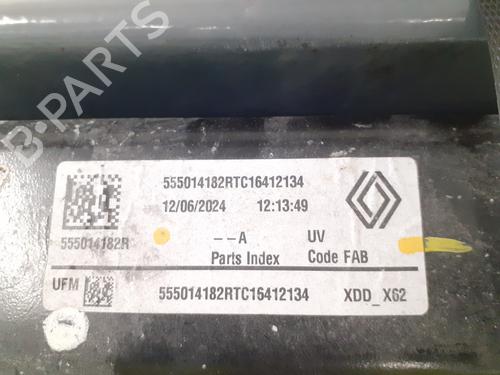 B-PARTS
555014182RTC16412134
12/06/2024 12:13:49
555014182R
--A UV
Parts Index Code FAB
UFM 555014182RTC16412134 XDD_X62